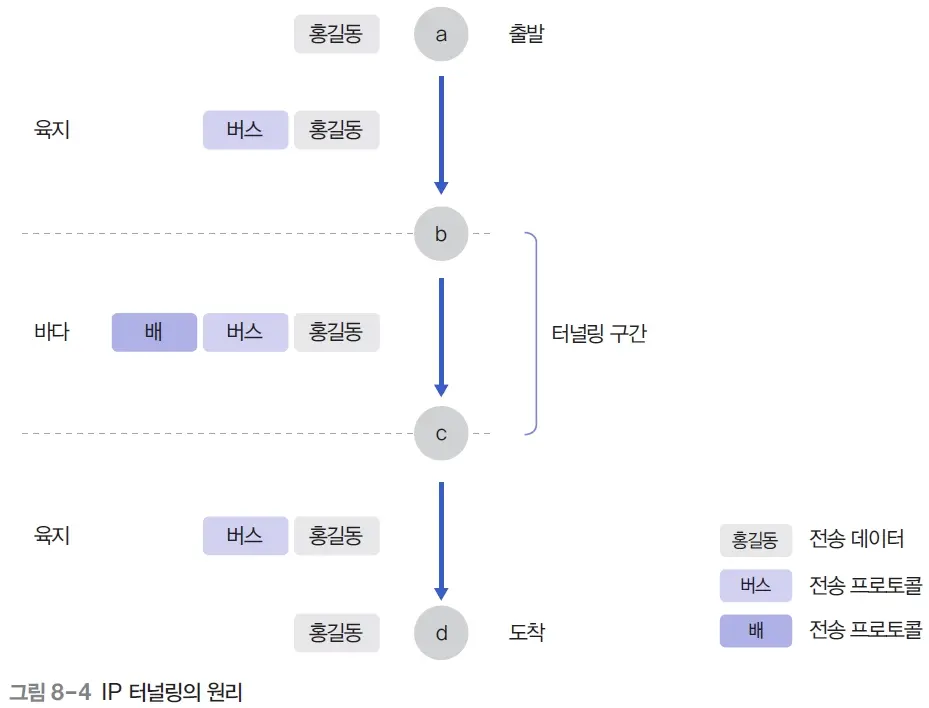 홍길동 a 출발
육지 버스 홍길동
b
바다 배 버스 홍길동 터널링 구간
c
육지 버스 홍길동
홍길동 전송 데이터
버스 전송 프로토콜
배 전송 프로토콜
홍길동 d 도착
그림 8-4 IP 터널링의 원리